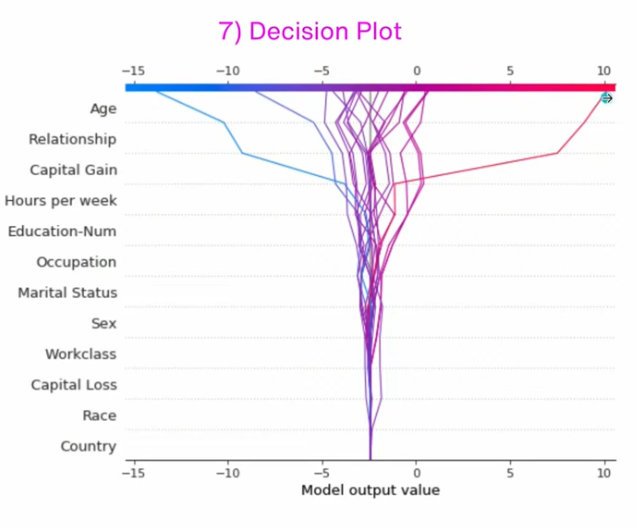 7) Decision Plot
−15 −10 −5 0 5 10
Age
Relationship
Capital Gain
Hours per week
Education-Num
Occupation
Marital Status
Sex
Workclass
Capital Loss
Race
Country
−15 −10 −5 0 5 10
Model output value